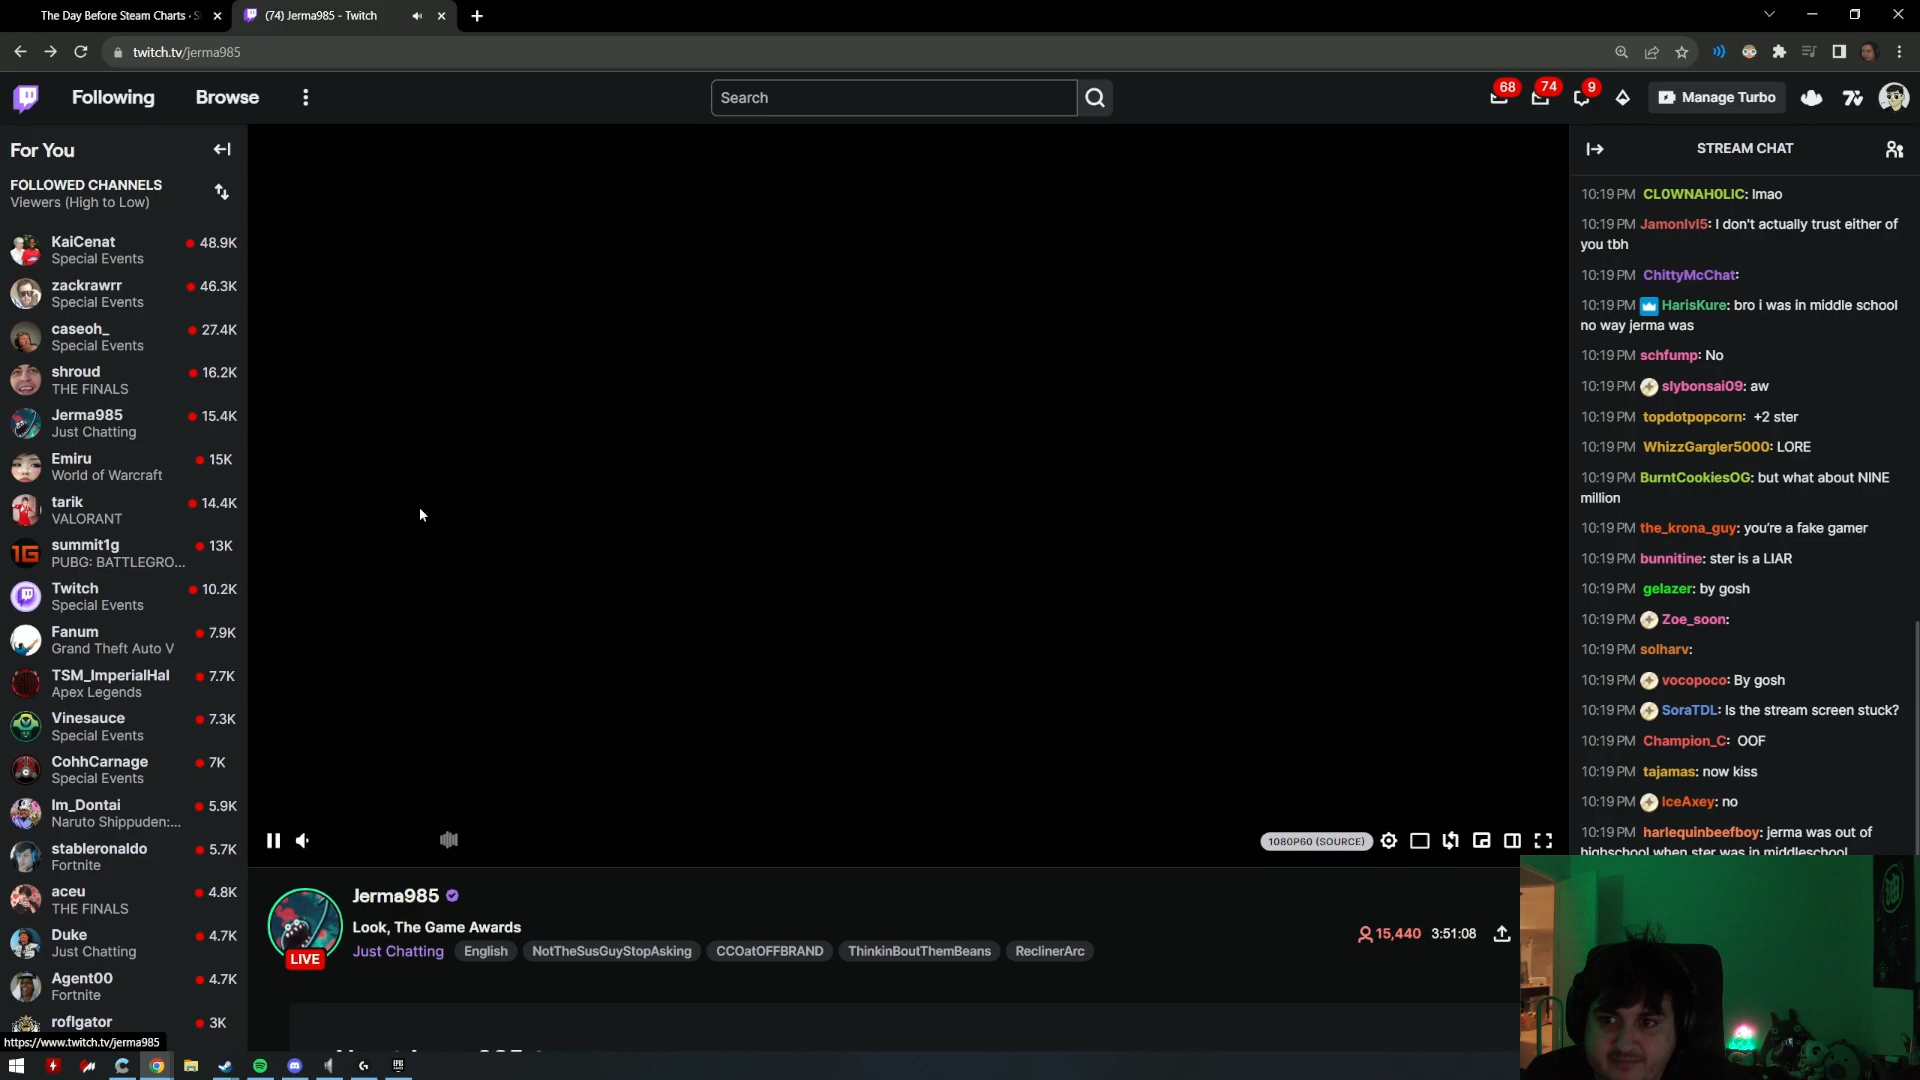 The Day Before Steam Charts · S
(74) Jerma985 - Twitch
twitch.tv/jerma985
Following
Browse
Search
68
74
9
Manage Turbo
For You
FOLLOWED CHANNELS
Viewers (High to Low)
KaiCenat
48.9K
Special Events
zackrawrr
46.3K
Special Events
caseoh_
27.4K
Special Events
shroud
16.2K
THE FINALS
Jerma985
15.4K
Just Chatting
Emiru
15K
World of Warcraft
tarik
14.4K
VALORANT
summit1g
13K
PUBG: BATTLEGRO...
Twitch
10.2K
Special Events
Fanum
7.9K
Grand Theft Auto V
TSM_ImperialHal
7.7K
Apex Legends
Vinesauce
7.3K
Special Events
CohhCarnage
7K
Special Events
Im_Dontai
5.9K
Naruto Shippuden:...
stableronaldo
5.7K
Fortnite
aceu
4.8K
THE FINALS
Duke
4.7K
Just Chatting
Agent00
4.7K
Fortnite
roflgator
3K
https://www.twitch.tv/jerma985
1080P60 (SOURCE)
Jerma985
Look, The Game Awards
Just Chatting English NotTheSusGuyStopAsking CCOatOFFBRAND ThinkinBoutThemBeans ReclinerArc
LIVE
15,440 3:51:08
STREAM CHAT
10:19 PM CL0WNAH0LIC: lmao
10:19 PM Jamonlvl5: I don't actually trust either of
you tbh
10:19 PM ChittyMcChat:
10:19 PM HarisKure: bro i was in middle school
no way jerma was
10:19 PM schfump: No
10:19 PM slybonsai09: aw
10:19 PM topdotpopcorn: +2 ster
10:19 PM WhizzGargler5000: LORE
10:19 PM BurntCookiesOG: but what about NINE
million
10:19 PM the_krona_guy: you're a fake gamer
10:19 PM bunnitine: ster is a LIAR
10:19 PM gelazer: by gosh
10:19 PM Zoe_soon:
10:19 PM solharv:
10:19 PM vocopoco: By gosh
10:19 PM SoraTDL: Is the stream screen stuck?
10:19 PM Champion_C: OOF
10:19 PM tajamas: now kiss
10:19 PM IceAxey: no
10:19 PM harlequinbeefboy: jerma was out of
highschool when ster was in middleschool